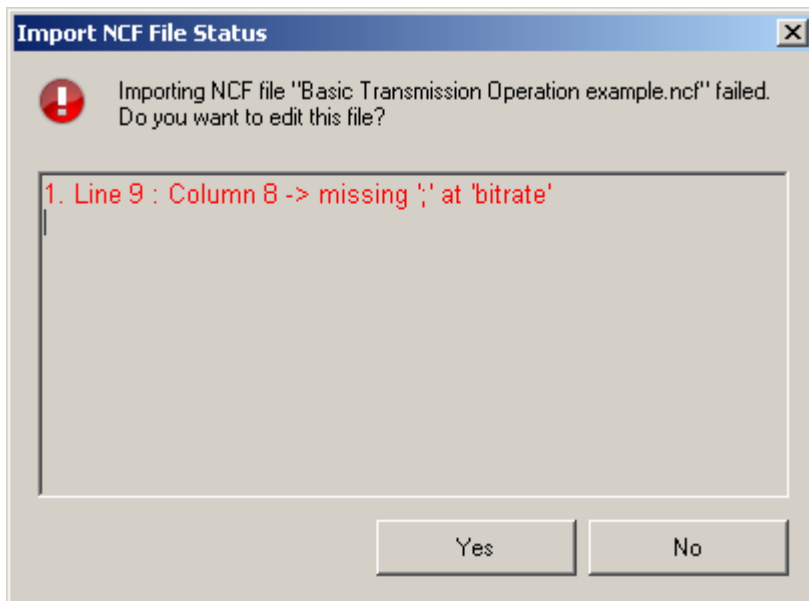 Import NCF File Status
Importing NCF file "Basic Transmission Operation example.ncf" failed.
Do you want to edit this file?
1. Line 9 : Column 8 -> missing ';' at 'bitrate'
Yes
No